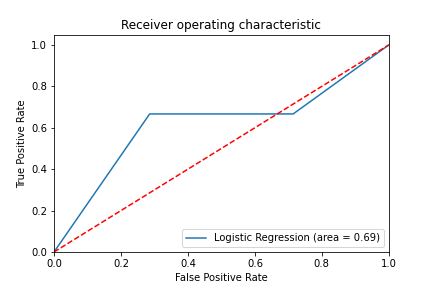 Receiver operating characteristic
True Positive Rate
1.0
0.8
0.6
0.4
0.2
0.0
Logistic Regression (area = 0.69)
0.0 0.2 0.4 0.6 0.8 1.0
False Positive Rate